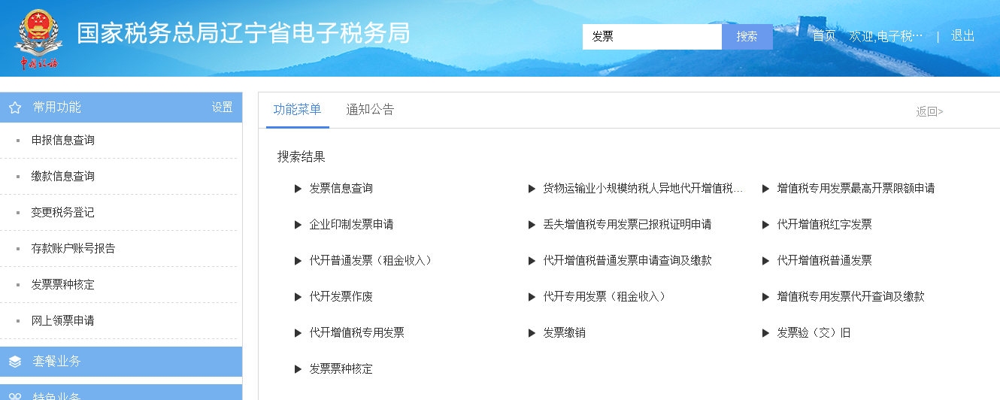 国家税务总局辽宁省电子税务局
中国税务
发票
搜索
首页 欢迎,电子税… | 退出
常用功能 设置
申报信息查询
缴款信息查询
变更税务登记
存款账户账号报告
发票票种核定
网上领票申请
套餐业务
特色业务
功能菜单 通知公告 返回>
搜索结果
发票信息查询 货物运输业小规模纳税人异地代开增值税... 增值税专用发票最高开票限额申请
企业印制发票申请 丢失增值税专用发票已报税证明申请 代开增值税红字发票
代开普通发票（租金收入） 代开增值税普通发票申请查询及缴款 代开增值税普通发票
代开发票作废 代开专用发票（租金收入） 增值税专用发票代开查询及缴款
代开增值税专用发票 发票缴销 发票验（交）旧
发票票种核定